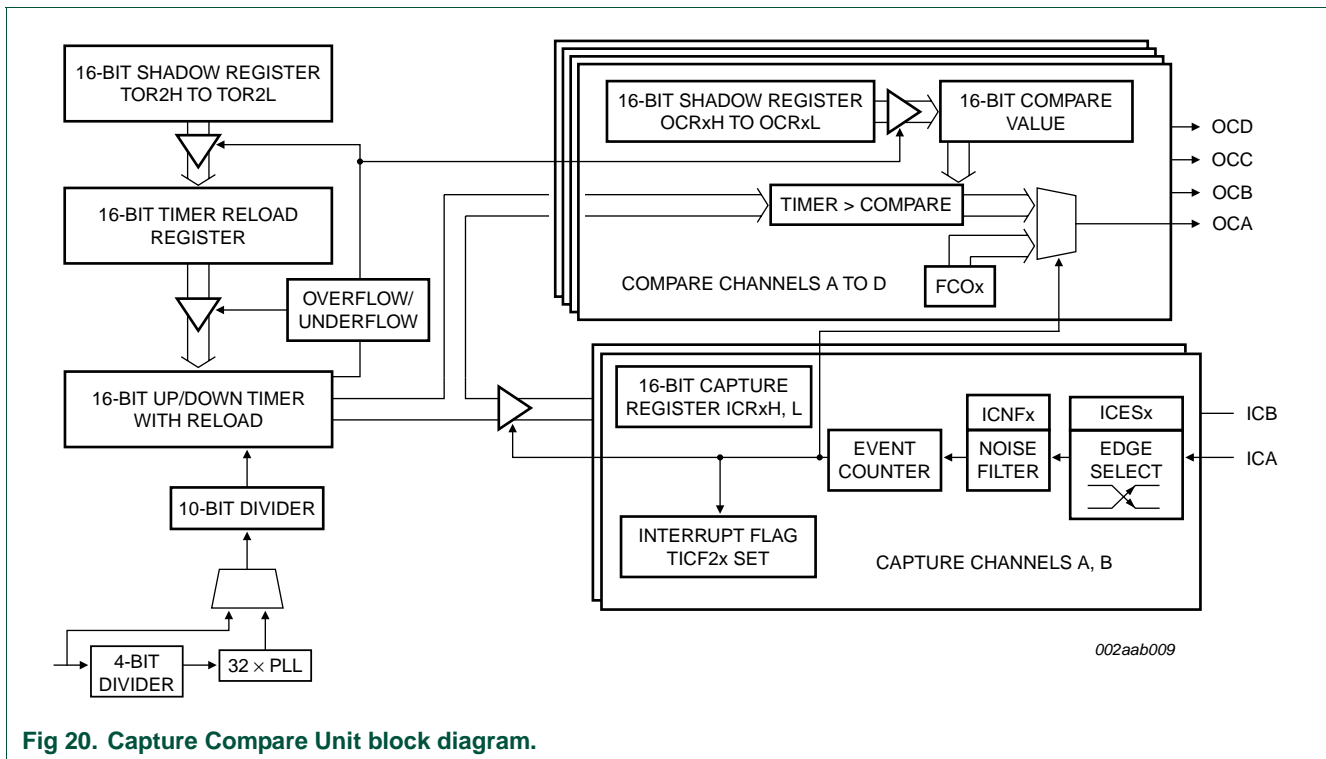 16-BIT SHADOW REGISTER
TOR2H TO TOR2L
16-BIT TIMER RELOAD
REGISTER
OVERFLOW/
UNDERFLOW
16-BIT UP/DOWN TIMER
WITH RELOAD
10-BIT DIVIDER
4-BIT
DIVIDER
32 × PLL
16-BIT SHADOW REGISTER
OCRxH TO OCRxL
16-BIT COMPARE
VALUE
TIMER > COMPARE
FCOx
COMPARE CHANNELS A TO D
OCD
OCC
OCB
OCA
16-BIT CAPTURE
REGISTER ICRxH, L
EVENT
COUNTER
ICNFx
NOISE
FILTER
ICESx
EDGE
SELECT
ICB
ICA
INTERRUPT FLAG
TICF2x SET
CAPTURE CHANNELS A, B
002aab009
Fig 20. Capture Compare Unit block diagram.